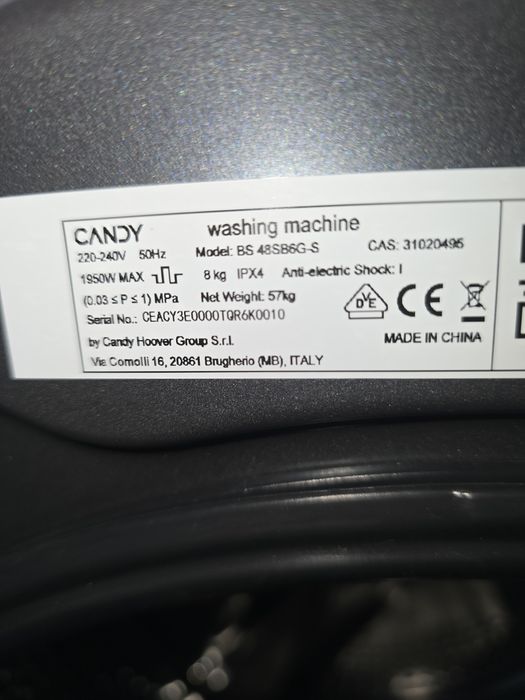 CANDY washing machine
220-240V 50Hz Model: BS 48SB6G-S CAS: 31020495
1950W MAX 8 kg IPX4 Anti-electric Shock: I
(0.03 ≤ P ≤ 1) MPa Net Weight: 57kg
Serial No.: CEACY3E0000TQR6K0010
DVE CE
by Candy Hoover Group S.r.l. MADE IN CHINA
Via Comolli 16, 20861 Brugherio (MB), ITALY